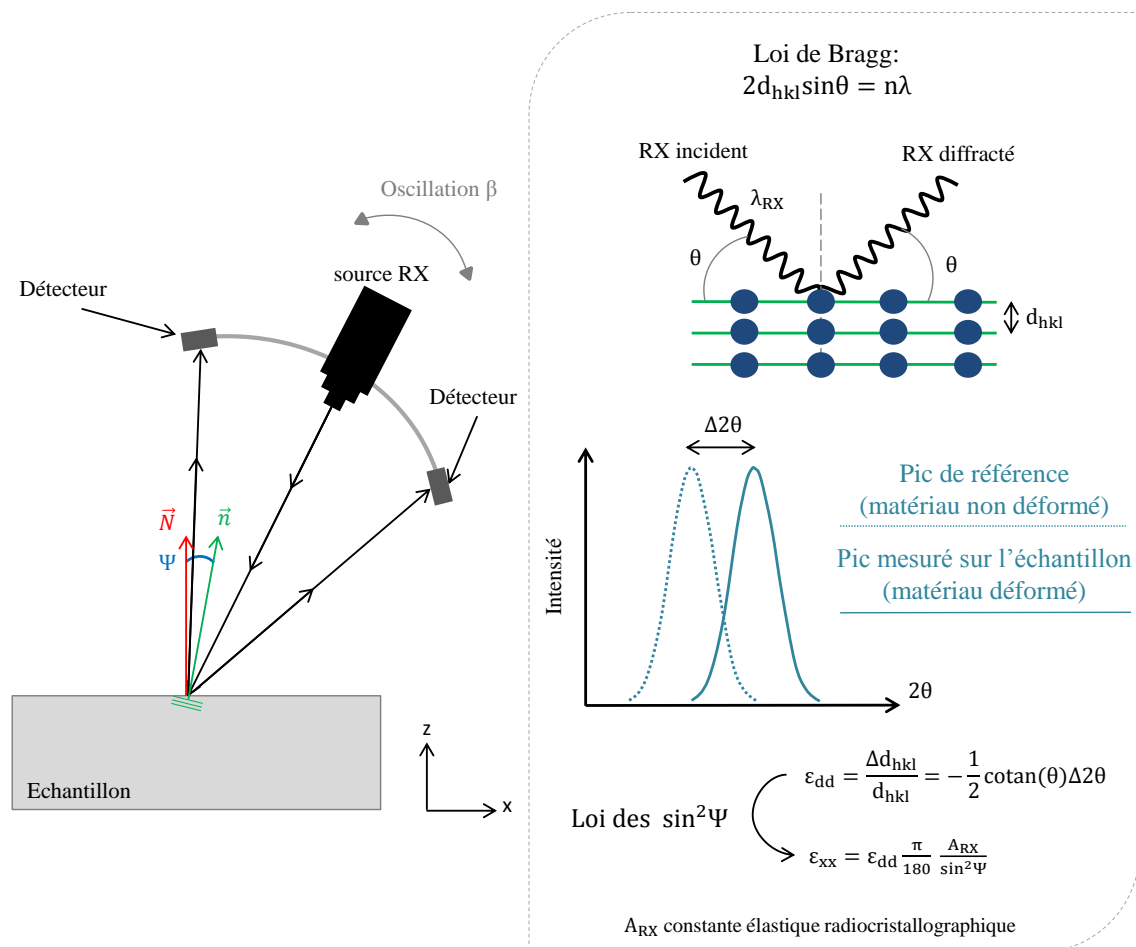 Oscillation β
source RX
Détecteur
Détecteur
N⃗
n⃗
Ψ
Echantillon
z
x
Loi de Bragg:
2d_hkl sinθ = nλ
RX incident
RX diffracté
λ_RX
θ
θ
d_hkl
Δ2θ
Intensité
2θ
Pic de référence
(matériau non déformé)
Pic mesuré sur l’échantillon
(matériau déformé)
ε_dd = Δd_hkl / d_hkl = − 1/2 cotan(θ)Δ2θ
Loi des sin²Ψ
ε_xx = ε_dd π/180 A_RX/sin²Ψ
A_RX constante élastique radiocristallographique